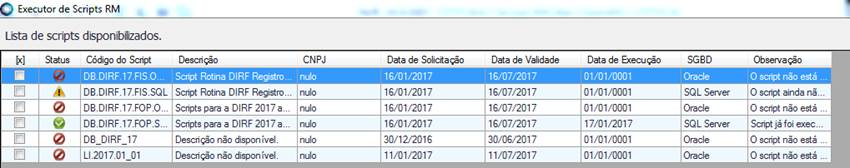 Executor de Scripts RM
Lista de scripts disponibilizados.
[x] Status Código do Script Descrição CNPJ Data de Solicitação Data de Validade Data de Execução SGBD Observação
DB.DIRF.17.FIS.O... Script Rotina DIRF Registro... nulo 16/01/2017 16/07/2017 01/01/0001 Oracle O script não está ...
DB.DIRF.17.FIS.SQL Script Rotina DIRF Registro... nulo 16/01/2017 16/07/2017 01/01/0001 SQL Server O script ainda nã...
DB.DIRF.17.FOP.O... Scripts para a DIRF 2017 a... nulo 16/01/2017 16/07/2017 01/01/0001 Oracle O script não está ...
DB.DIRF.17.FOP.S... Scripts para a DIRF 2017 a... nulo 16/01/2017 16/07/2017 17/01/2017 SQL Server Script já foi exec...
DB_DIRF_17 Descrição não disponível. nulo 30/12/2016 30/06/2017 01/01/0001 Oracle O script não está ...
LI.2017.01_01 Descrição não disponível. nulo 11/01/2017 11/07/2017 01/01/0001 Oracle O script não está ...